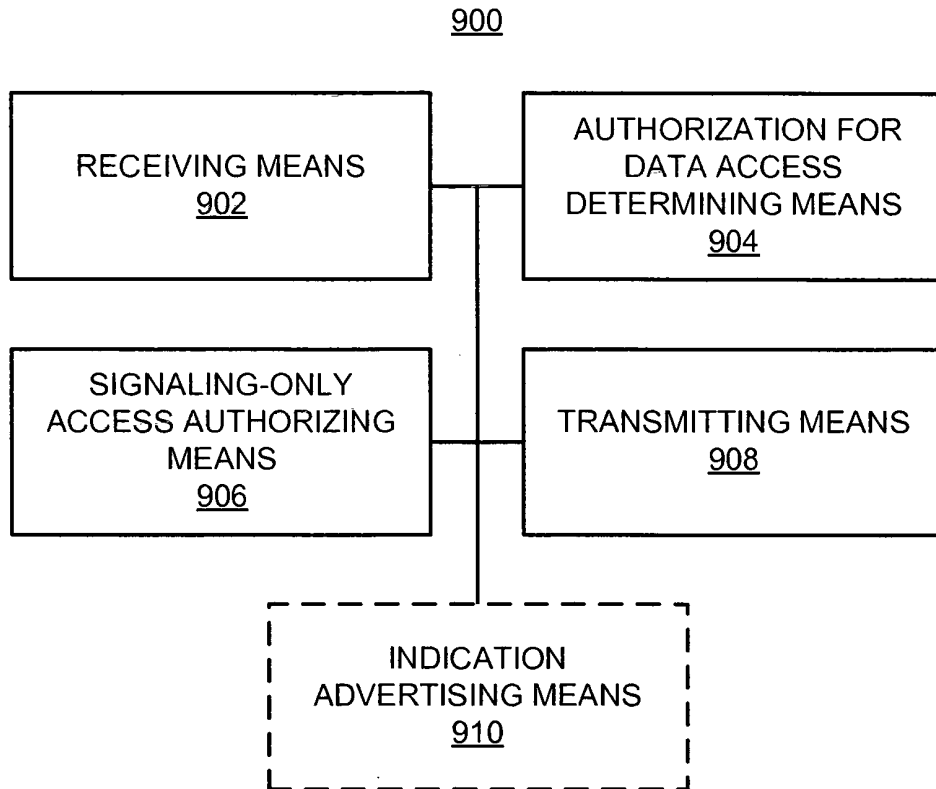 900
RECEIVING MEANS
902
AUTHORIZATION FOR
DATA ACCESS
DETERMINING MEANS
904
SIGNALING-ONLY
ACCESS AUTHORIZING
MEANS
906
TRANSMITTING MEANS
908
INDICATION
ADVERTISING MEANS
910